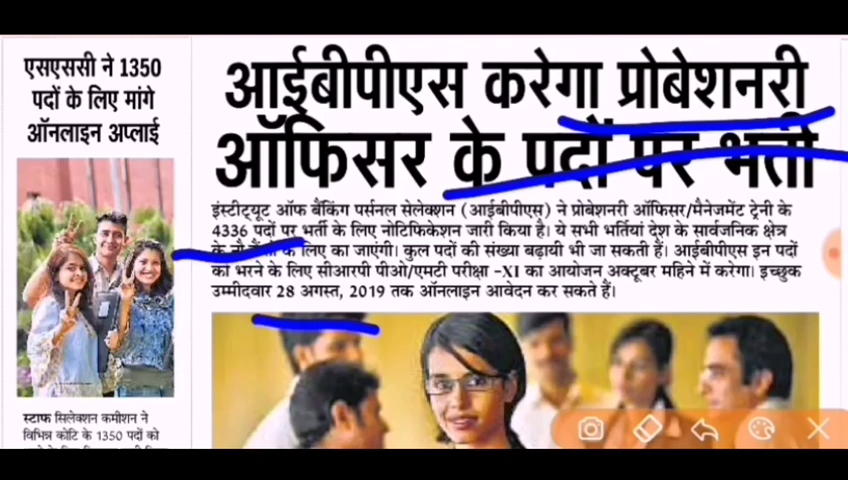 एसएससी ने 1350
पदों के लिए मांगे
ऑनलाइन अप्लाई
आईबीपीएस करेगा प्रोबेशनरी
ऑफिसर के पदों पर भर्ती
इंस्टीट्यूट ऑफ बैंकिंग पर्सनल सेलेक्शन (आईबीपीएस) ने प्रोबेशनरी ऑफिसर/मैनेजमेंट ट्रेनी के
4336 पदों पर भर्ती के लिए नोटिफिकेशन जारी किया है। ये सभी भर्तियां देश के सार्वजनिक क्षेत्र
के लिए का जाएंगी। कुल पदों की संख्या बढ़ायी भी जा सकती हैं। आईबीपीएस इन पदों
को भरने के लिए सीआरपी पीओ/एमटी परीक्षा -XI का आयोजन अक्टूबर महिने में करेगा। इच्छुक
उम्मीदवार 28 अगस्त, 2019 तक ऑनलाइन आवेदन कर सकते हैं।
स्टाफ सिलेक्शन कमीशन ने
विभिन्न कोटि के 1350 पदों को